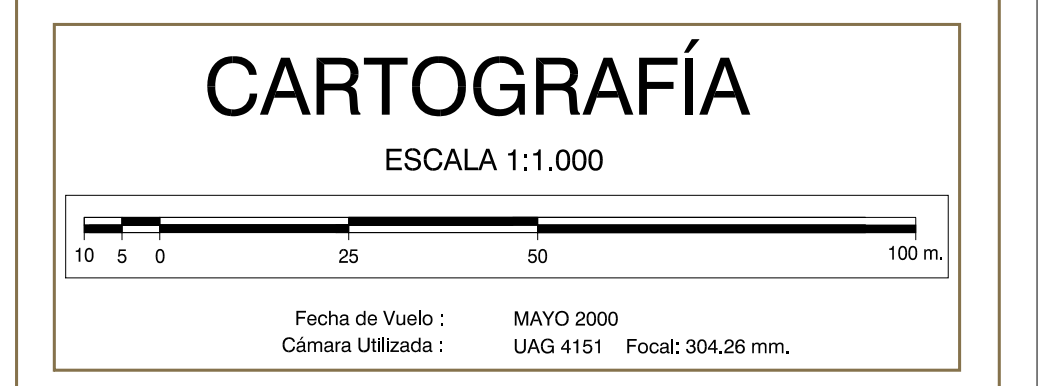 CARTOGRAFÍA
ESCALA 1:1.000
10 5 0 25 50 100 m.
Fecha de Vuelo : MAYO 2000
Cámara Utilizada : UAG 4151 Focal: 304.26 mm.